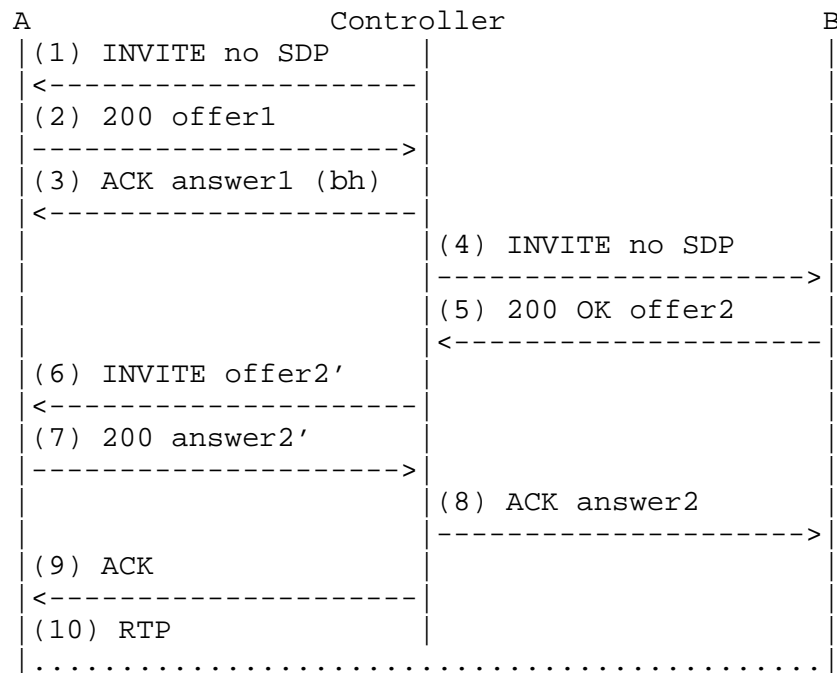 A Controller B
(1) INVITE no SDP
(2) 200 offer1
(3) ACK answer1 (bh)
(4) INVITE no SDP
(5) 200 OK offer2
(6) INVITE offer2'
(7) 200 answer2'
(8) ACK answer2
(9) ACK
(10) RTP